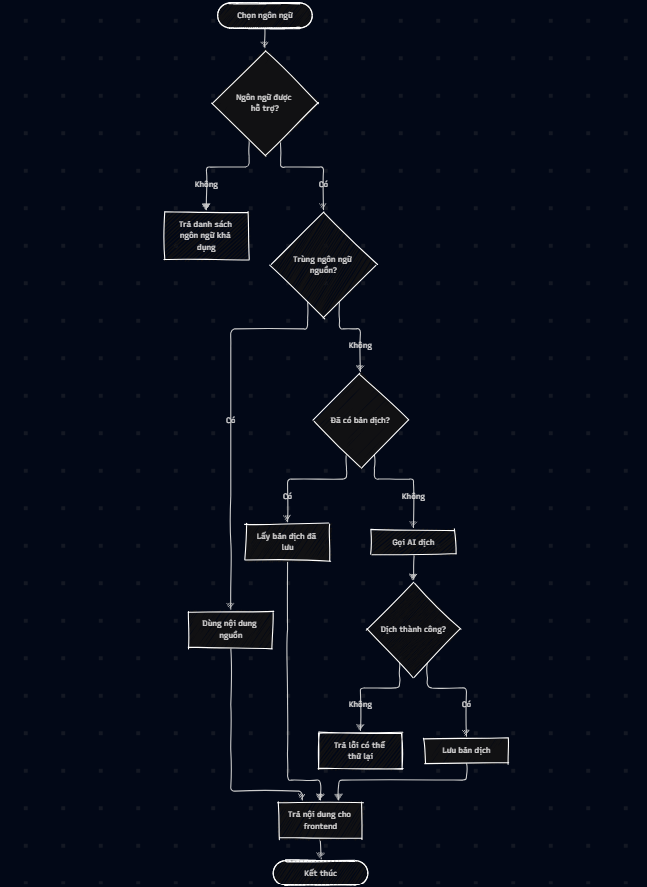 Chọn ngôn ngữ
Ngôn ngữ được
hỗ trợ?
Không
Có
Trả danh sách
ngôn ngữ khả
dụng
Trùng ngôn ngữ
nguồn?
Không
Đã có bản dịch?
Có
Có
Không
Lấy bản dịch đã
lưu
Gọi AI dịch
Dùng nội dung
nguồn
Dịch thành công?
Không
Có
Trả lỗi có thể
thử lại
Lưu bản dịch
Trả nội dung cho
frontend
Kết thúc